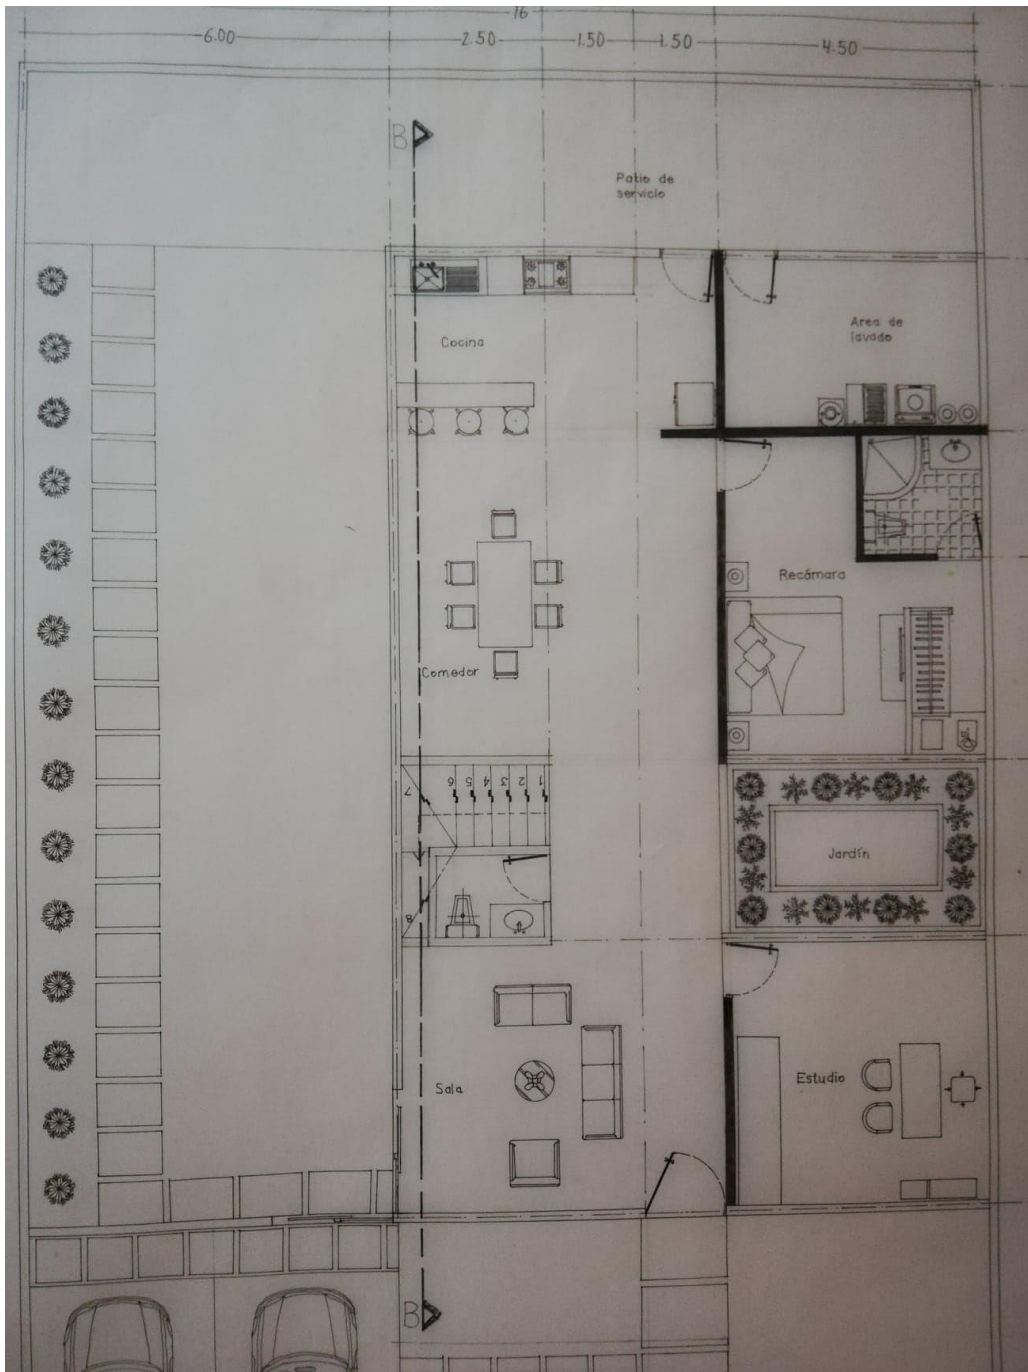 16
6.00
2.50
1.50
1.50
4.50
B
Patio de
servicio
Cocina
Area de
lavado
Recámara
Comedor
7 6 5 4 3 2 1
8
Jardín
Sala
Estudio
B